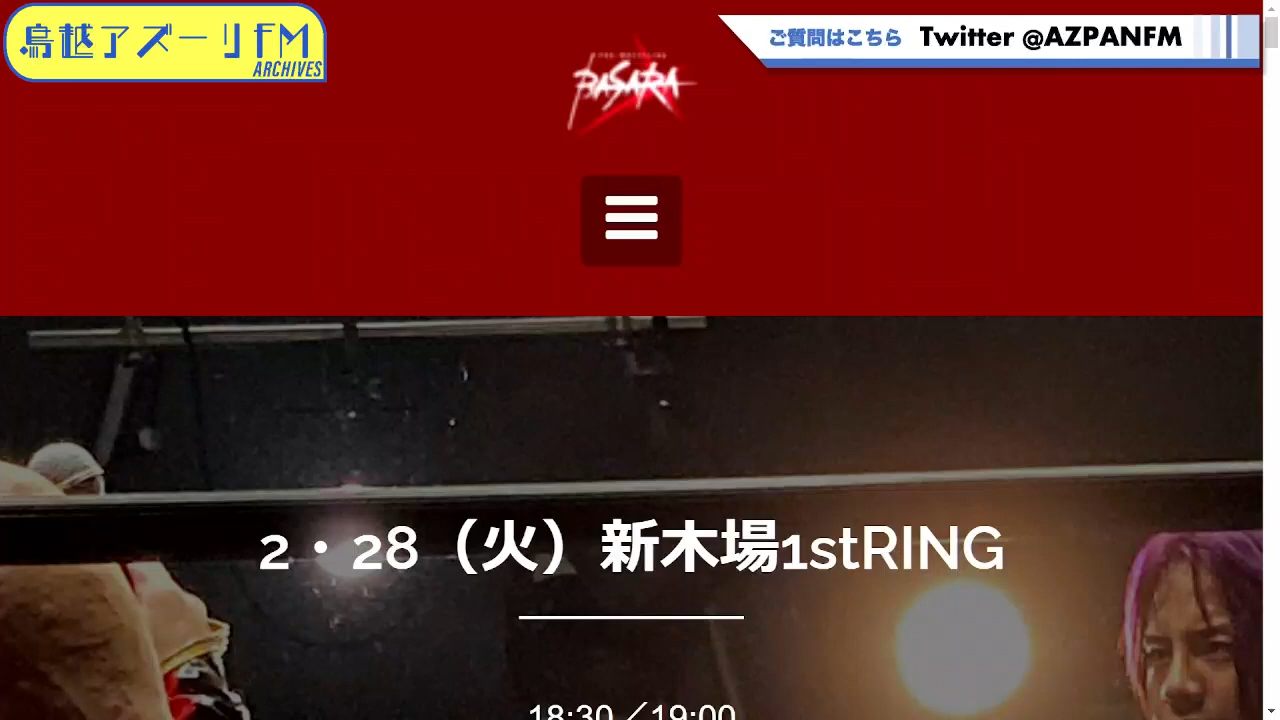 鳥越アズーリFM
ARCHIVES
ご質問はこちら Twitter @AZPANFM
BASARA
2・28（火）新木場1stRING
18:30／19:00